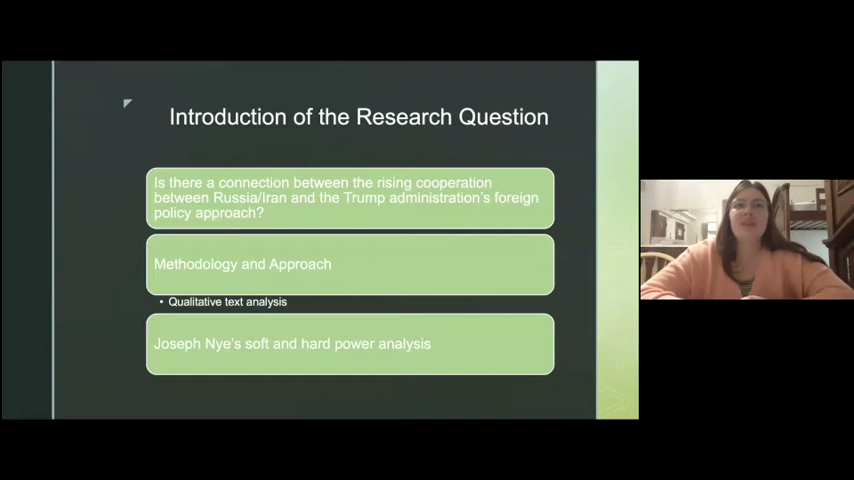 Introduction of the Research Question
Is there a connection between the rising cooperation
between Russia/Iran and the Trump administration's foreign
policy approach?
Methodology and Approach
• Qualitative text analysis
Joseph Nye's soft and hard power analysis